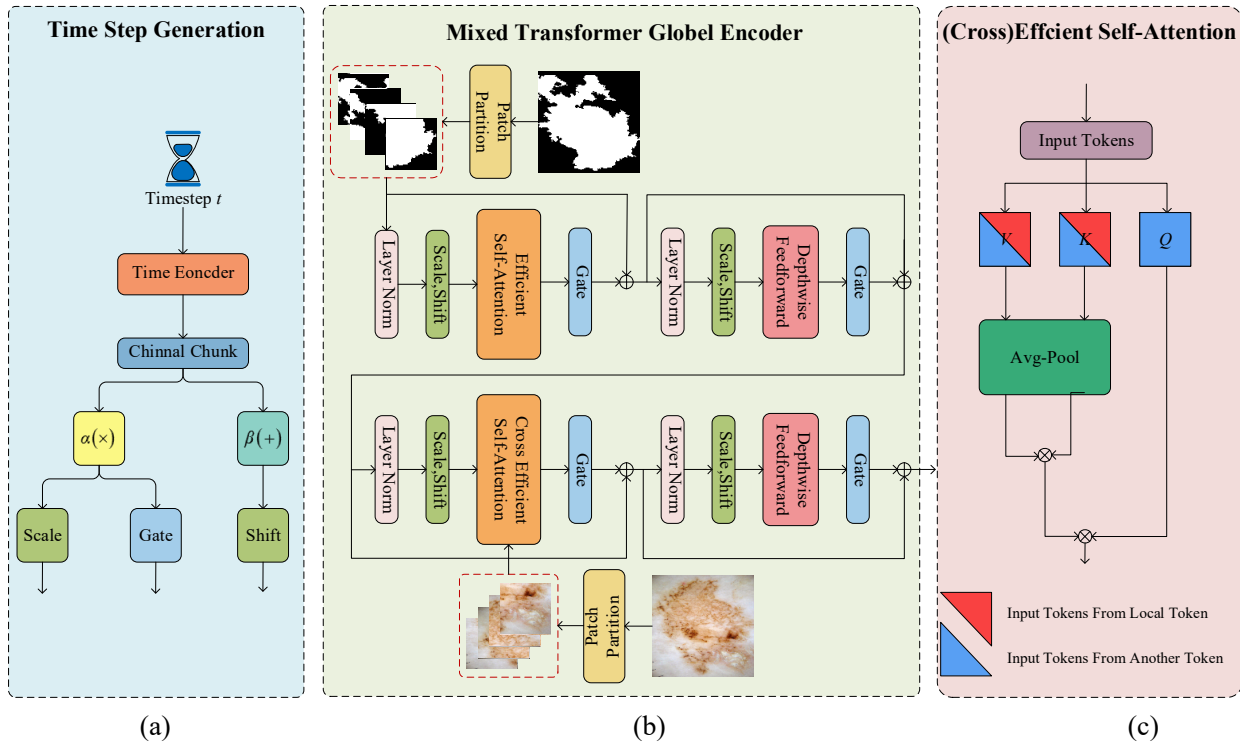 Time Step Generation
Timestep t
Time Eoncder
Chinnal Chunk
α(×)
β(+)
Scale
Gate
Shift
(a)
Mixed Transformer Globel Encoder
Patch
Partition
Layer Norm
Scale,Shift
Efficient
Self-Attention
Gate
Layer Norm
Scale,Shift
Depthwise
Feedforward
Gate
Layer Norm
Scale,Shift
Cross Efficient
Self-Attention
Gate
Layer Norm
Scale,Shift
Depthwise
Feedforward
Gate
Patch
Partition
(b)
(Cross)Effcient Self-Attention
Input Tokens
V
K
Q
Avg-Pool
Input Tokens From Local Token
Input Tokens From Another Token
(c)